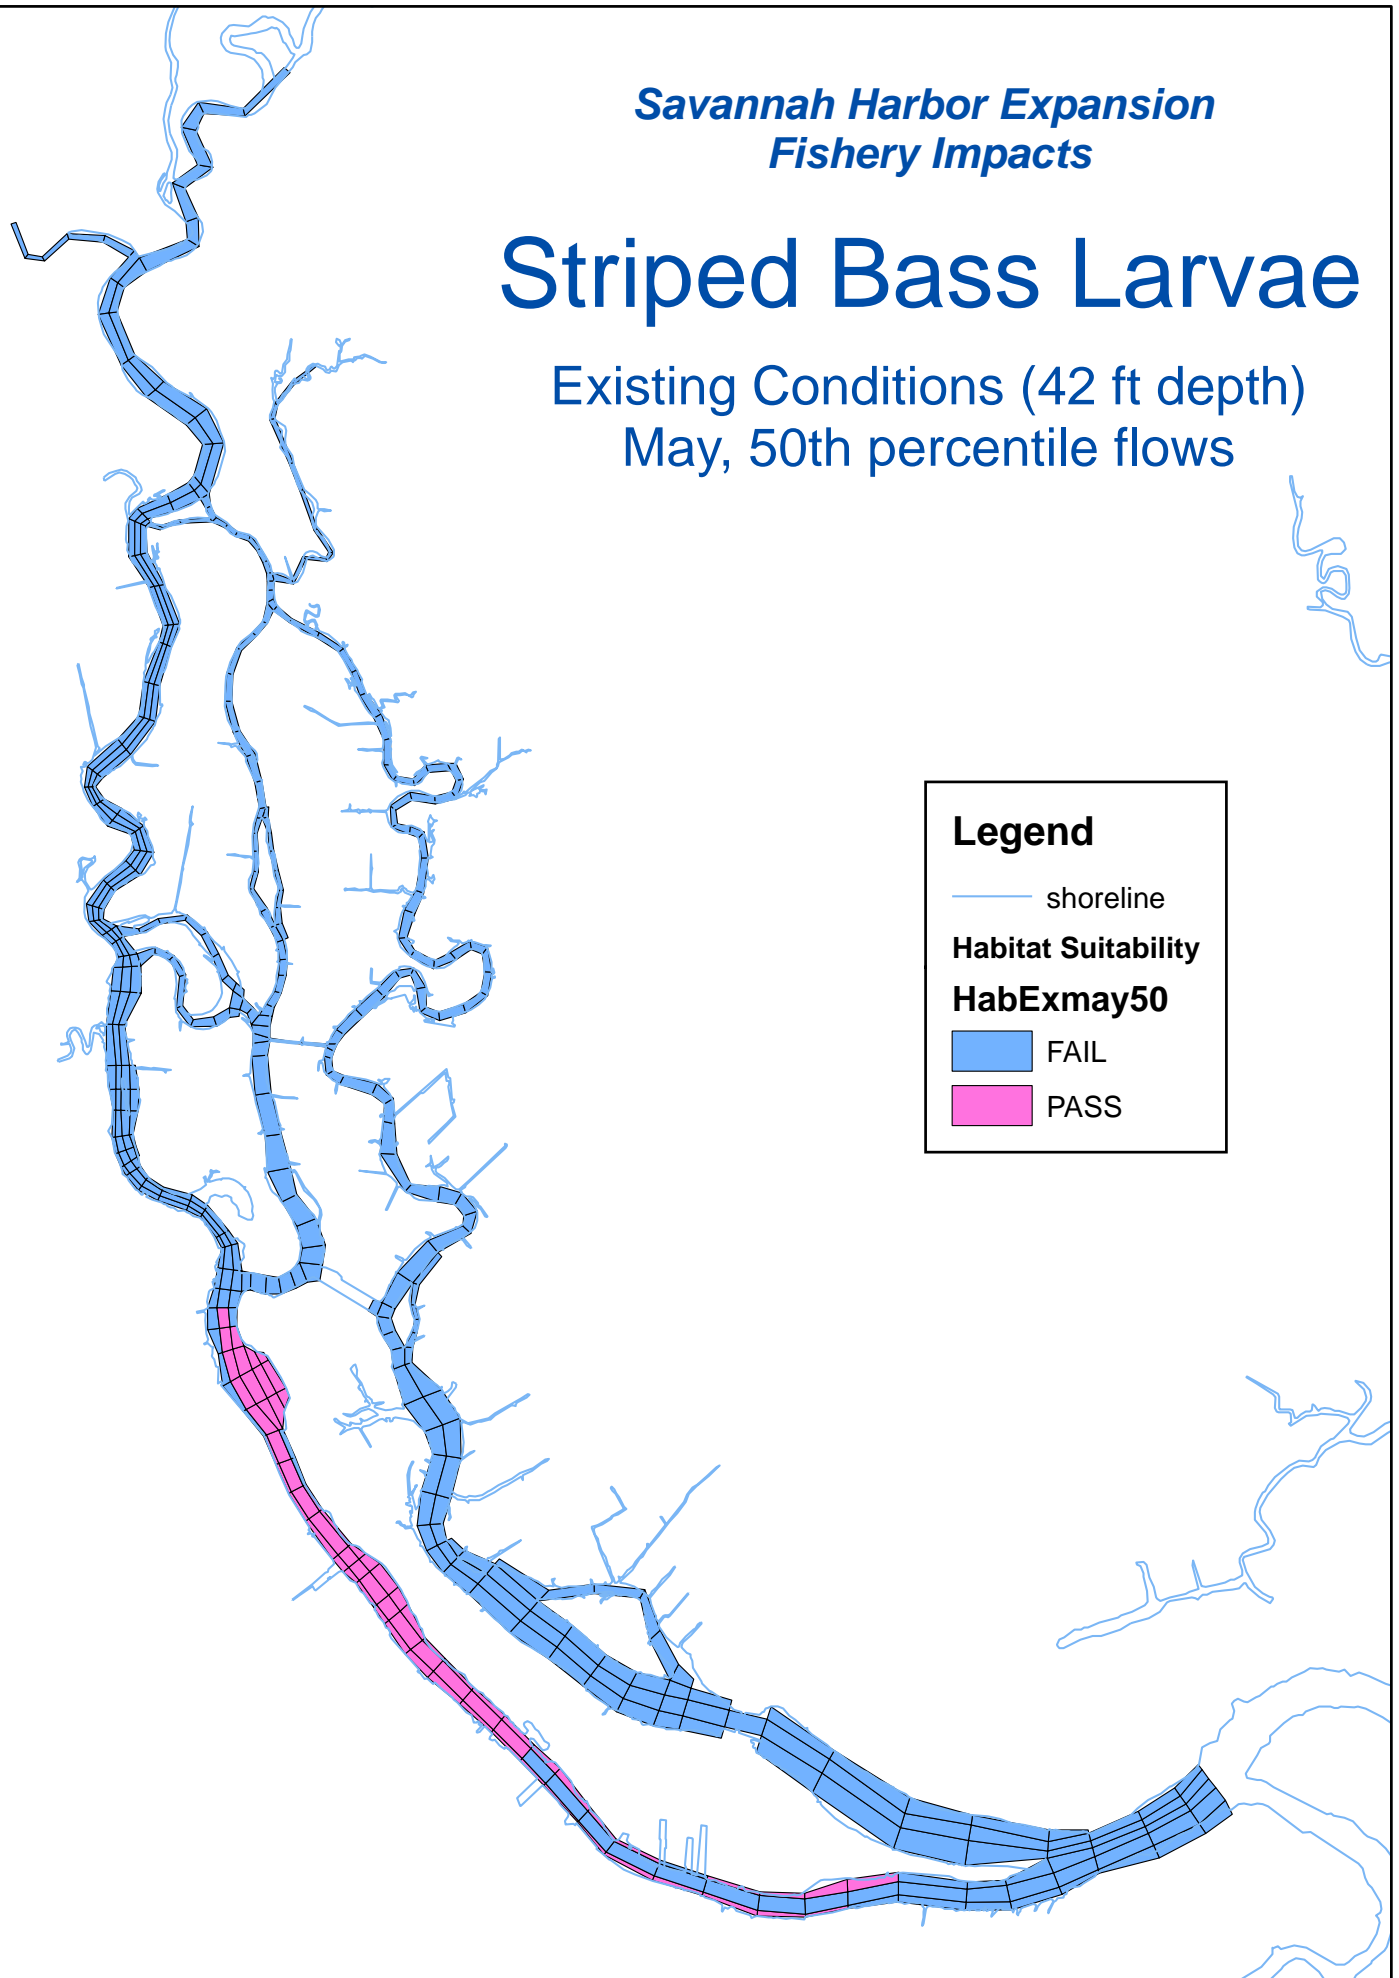 Savannah Harbor Expansion
Fishery Impacts
Striped Bass Larvae
Existing Conditions (42 ft depth)
May, 50th percentile flows
Legend
shoreline
Habitat Suitability
HabExmay50
FAIL
PASS